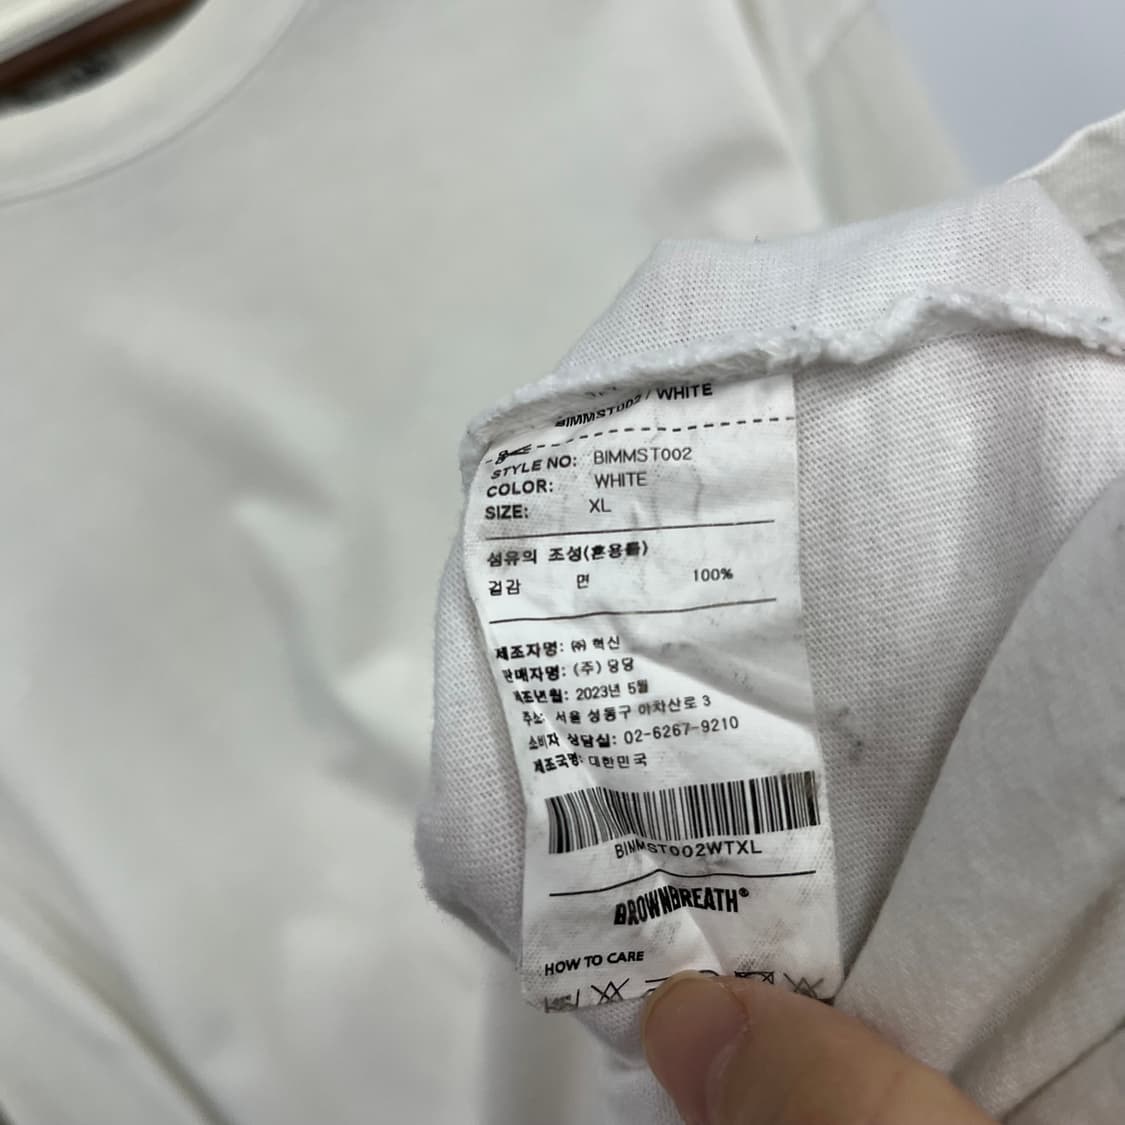 BIMMST002 / WHITE
STYLE NO: BIMMST002
COLOR: WHITE
SIZE: XL
섬유의 조성(혼용률)
겉감 면 100%
제조자명: ㈜ 혁신
판매자명: (주) 당당
제조년월: 2023년 5월
주소: 서울 성동구 아차산로 3
소비자 상담실: 02-6267-9210
제조국명: 대한민국
BIMMST002WTXL
BROWNBREATH®
HOW TO CARE